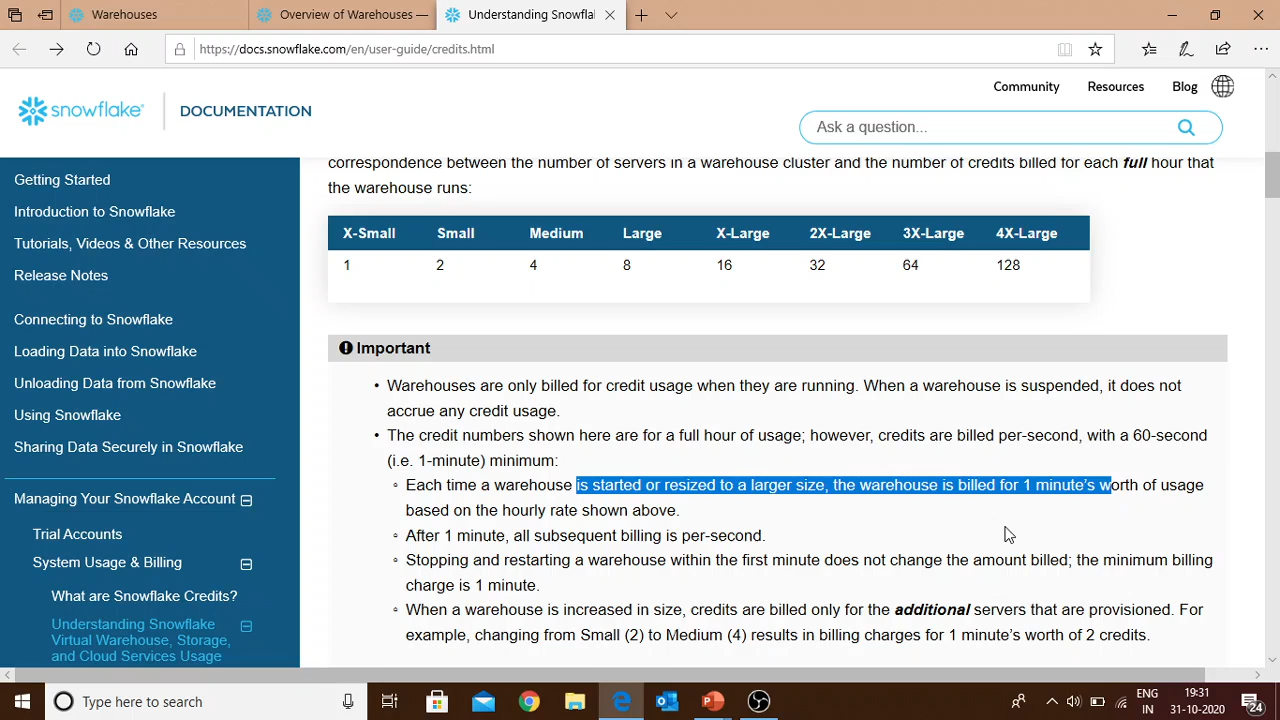 Warehouses
Overview of Warehouses —
Understanding Snowfla
https://docs.snowflake.com/en/user-guide/credits.html
snowflake®
DOCUMENTATION
Community
Resources
Blog
Ask a question...
Getting Started
Introduction to Snowflake
Tutorials, Videos & Other Resources
Release Notes
Connecting to Snowflake
Loading Data into Snowflake
Unloading Data from Snowflake
Using Snowflake
Sharing Data Securely in Snowflake
Managing Your Snowflake Account
Trial Accounts
System Usage & Billing
What are Snowflake Credits?
Understanding Snowflake
Virtual Warehouse, Storage,
and Cloud Services Usage
correspondence between the number of servers in a warehouse cluster and the number of credits billed for each full hour that
the warehouse runs:
X-Small Small Medium Large X-Large 2X-Large 3X-Large 4X-Large
1 2 4 8 16 32 64 128
Important
• Warehouses are only billed for credit usage when they are running. When a warehouse is suspended, it does not
accrue any credit usage.
• The credit numbers shown here are for a full hour of usage; however, credits are billed per-second, with a 60-second
(i.e. 1-minute) minimum:
◦ Each time a warehouse is started or resized to a larger size, the warehouse is billed for 1 minute’s worth of usage
based on the hourly rate shown above.
◦ After 1 minute, all subsequent billing is per-second.
◦ Stopping and restarting a warehouse within the first minute does not change the amount billed; the minimum billing
charge is 1 minute.
◦ When a warehouse is increased in size, credits are billed only for the additional servers that are provisioned. For
example, changing from Small (2) to Medium (4) results in billing charges for 1 minute’s worth of 2 credits.
Type here to search
ENG
IN
19:31
31-10-2020
24